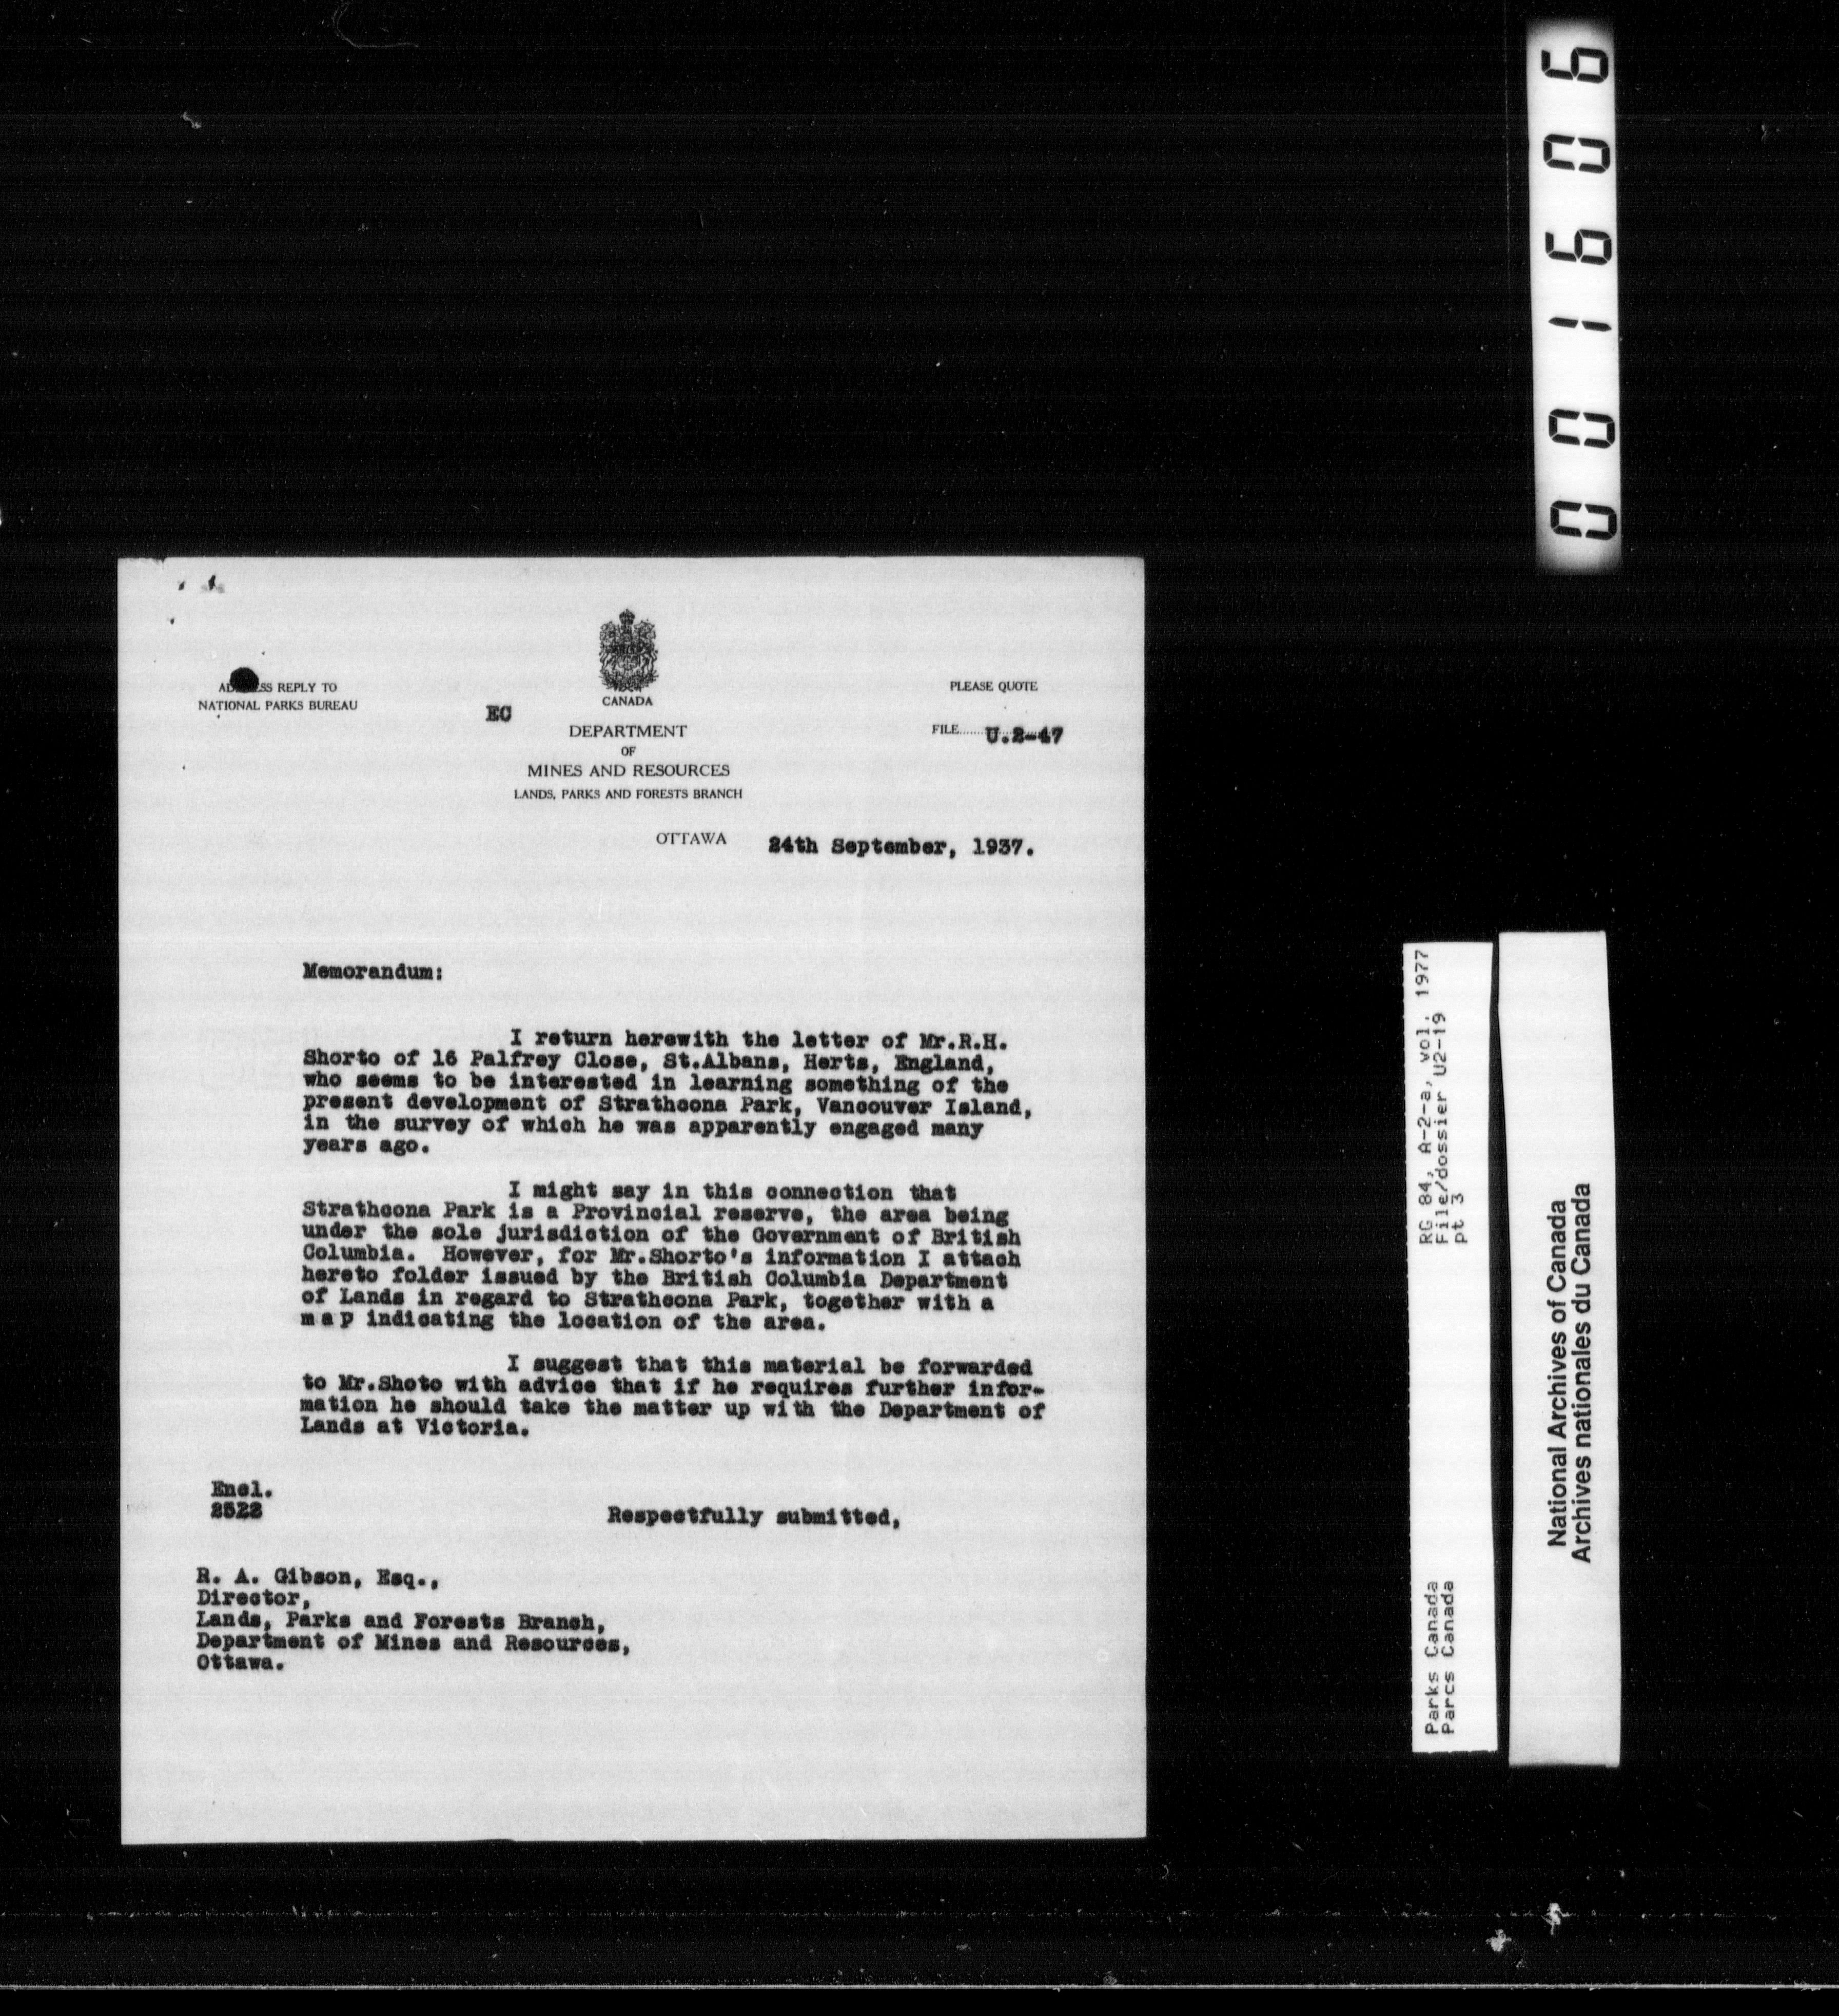 001606
ADDRESS REPLY TO
NATIONAL PARKS BUREAU
EC
CANADA
DEPARTMENT
OF
MINES AND RESOURCES
LANDS, PARKS AND FORESTS BRANCH
PLEASE QUOTE
FILE........ U.2-47
OTTAWA 24th September, 1937.
Memorandum:
I return herewith the letter of Mr.R.H.
Shorto of 16 Palfrey Close, St.Albans, Herts, England,
who seems to be interested in learning something of the
present development of Strathcona Park, Vancouver Island,
in the survey of which he was apparently engaged many
years ago.
I might say in this connection that
Strathcona Park is a Provincial reserve, the area being
under the sole jurisdiction of the Government of British
Columbia. However, for Mr.Shorto's information I attach
hereto folder issued by the British Columbia Department
of Lands in regard to Strathcona Park, together with a
map indicating the location of the area.
I suggest that this material be forwarded
to Mr.Shoto with advice that if he requires further infor-
mation he should take the matter up with the Department of
Lands at Victoria.
Encl.
2522
Respectfully submitted,
R. A. Gibson, Esq.,
Director,
Lands, Parks and Forests Branch,
Department of Mines and Resources,
Ottawa.
Parks Canada RG 84, A-2-a, vol. 1977
Parcs Canada File/dossier U2-19
pt 3
National Archives of Canada
Archives nationales du Canada